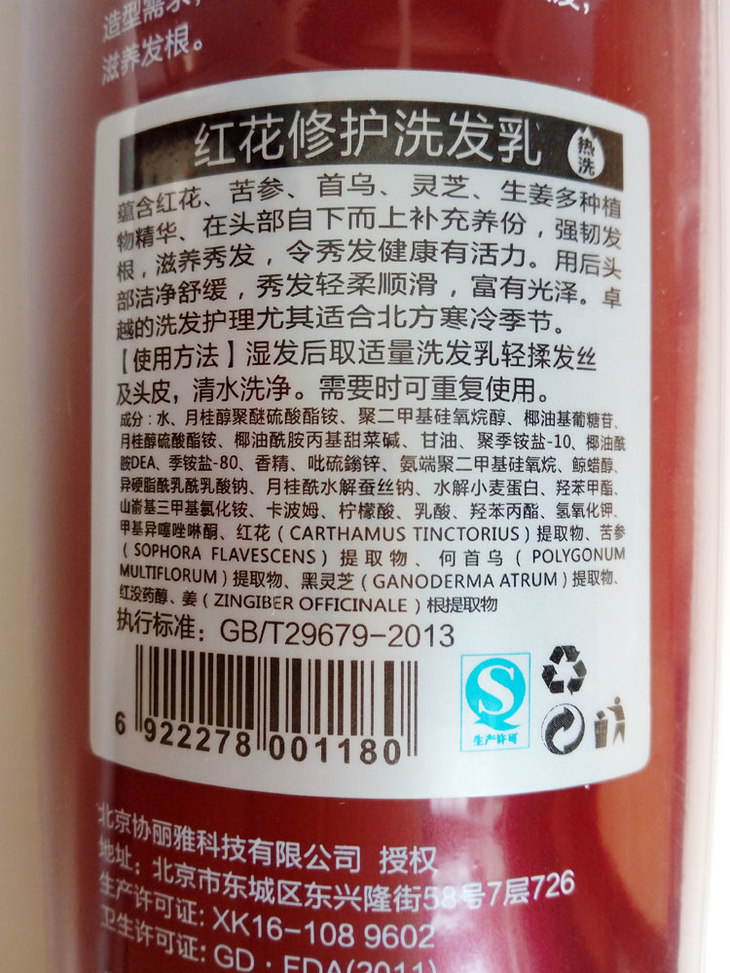 造型需求，
滋养发根。
红花修护洗发乳
热洗
蕴含红花、苦参、首乌、灵芝、生姜多种植
物精华、在头部自下而上补充养份，强韧发
根，滋养秀发，令秀发健康有活力。用后头
部洁净舒缓，秀发轻柔顺滑，富有光泽。卓
越的洗发护理尤其适合北方寒冷季节。
【使用方法】湿发后取适量洗发乳轻揉发丝
及头皮，清水洗净。需要时可重复使用。
成分：水、月桂醇聚醚硫酸酯铵、聚二甲基硅氧烷醇、椰油基葡糖苷、
月桂醇硫酸酯铵、椰油酰胺丙基甜菜碱、甘油、聚季铵盐-10、椰油酰
胺DEA、季铵盐-80、香精、吡硫鎓锌、氨端聚二甲基硅氧烷、鲸蜡醇、
异硬脂酰乳酰乳酸钠、月桂酰水解蚕丝钠、水解小麦蛋白、羟苯甲酯、
山嵛基三甲基氯化铵、卡波姆、柠檬酸、乳酸、羟苯丙酯、氢氧化钾、
甲基异噻唑啉酮、红花（CARTHAMUS TINCTORIUS）提取物、苦参
（SOPHORA FLAVESCENS）提取物、何首乌（POLYGONUM
MULTIFLORUM）提取物、黑灵芝（GANODERMA ATRUM）提取物、
红没药醇、姜（ZINGIBER OFFICINALE）根提取物
执行标准：GB/T29679-2013
6 922278 001180
生产许可
北京协丽雅科技有限公司 授权
地址：北京市东城区东兴隆街58号7层726
生产许可证: XK16-108 9602
卫生许可证: GD·FDA(2011)